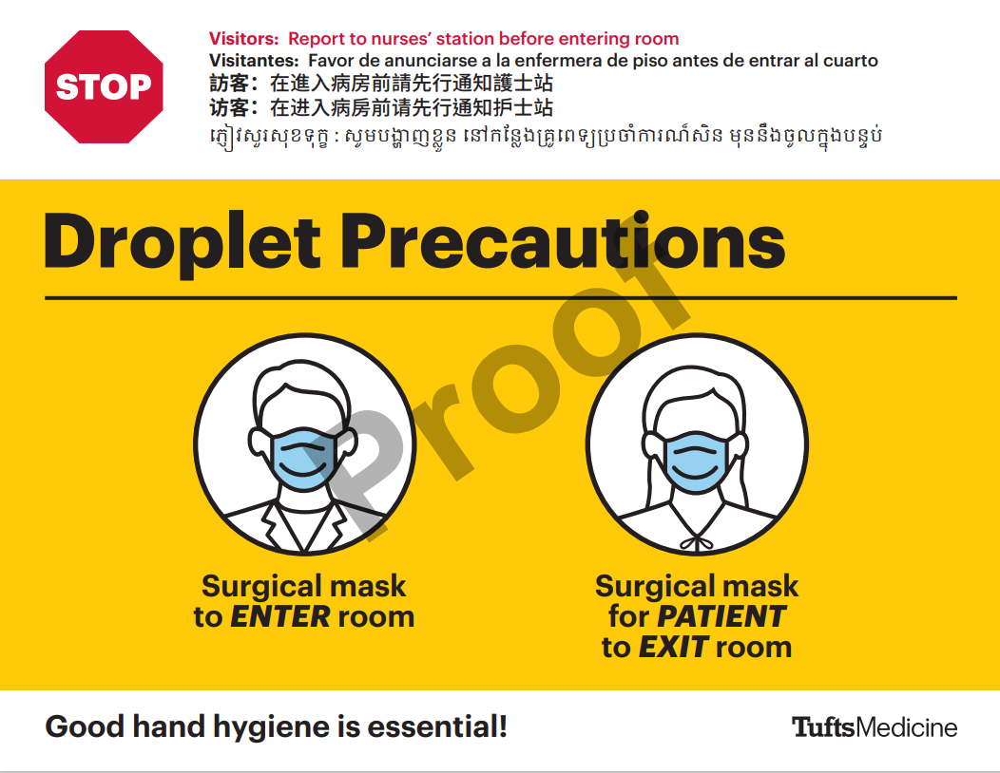 STOP
Visitors: Report to nurses’ station before entering room
Visitantes: Favor de anunciarse a la enfermera de piso antes de entrar al cuarto
訪客：在進入病房前請先行通知護士站
访客：在进入病房前请先行通知护士站
ភ្ញៀវសួរសុខទុក្ខ : សូមបង្ហាញខ្លួន នៅកន្លែងគ្រូពេទ្យប្រចាំការណ៍សិន មុននឹងចូលក្នុងបន្ទប់
Droplet Precautions
Proof
Surgical mask
to ENTER room
Surgical mask
for PATIENT
to EXIT room
Good hand hygiene is essential!
TuftsMedicine